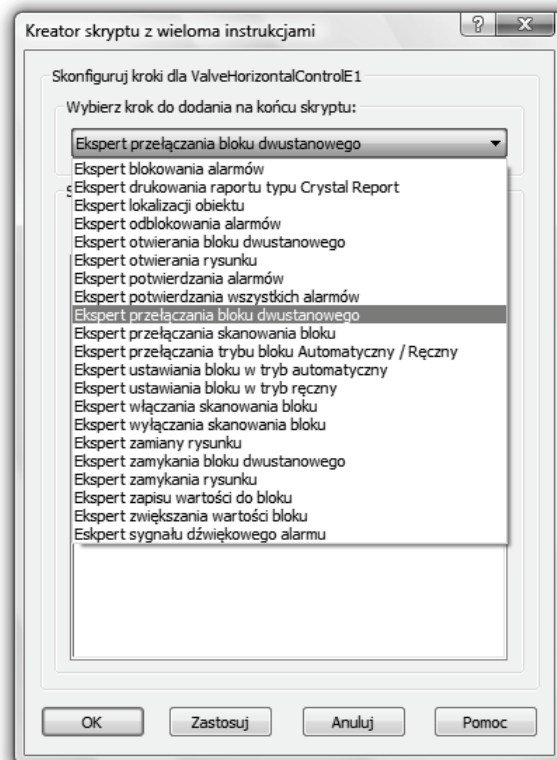 Kreator skryptu z wieloma instrukcjami
?
X
Skonfiguruj kroki dla ValveHorizontalControlE1
Wybierz krok do dodania na końcu skryptu:
Ekspert przełączania bloku dwustanowego
Ekspert blokowania alarmów
Ekspert drukowania raportu typu Crystal Report
Ekspert lokalizacji obiektu
Ekspert odblokowania alarmów
Ekspert otwierania bloku dwustanowego
Ekspert otwierania rysunku
Ekspert potwierdzania alarmów
Ekspert potwierdzania wszystkich alarmów
Ekspert przełączania bloku dwustanowego
Ekspert przełączania skanowania bloku
Ekspert przełączania trybu bloku Automatyczny / Ręczny
Ekspert ustawiania bloku w tryb automatyczny
Ekspert ustawiania bloku w tryb ręczny
Ekspert włączania skanowania bloku
Ekspert wyłączania skanowania bloku
Ekspert zamiany rysunku
Ekspert zamykania bloku dwustanowego
Ekspert zamykania rysunku
Ekspert zapisu wartości do bloku
Ekspert zwiększania wartości bloku
Eskpert sygnału dźwiękowego alarmu
OK
Zastosuj
Anuluj
Pomoc